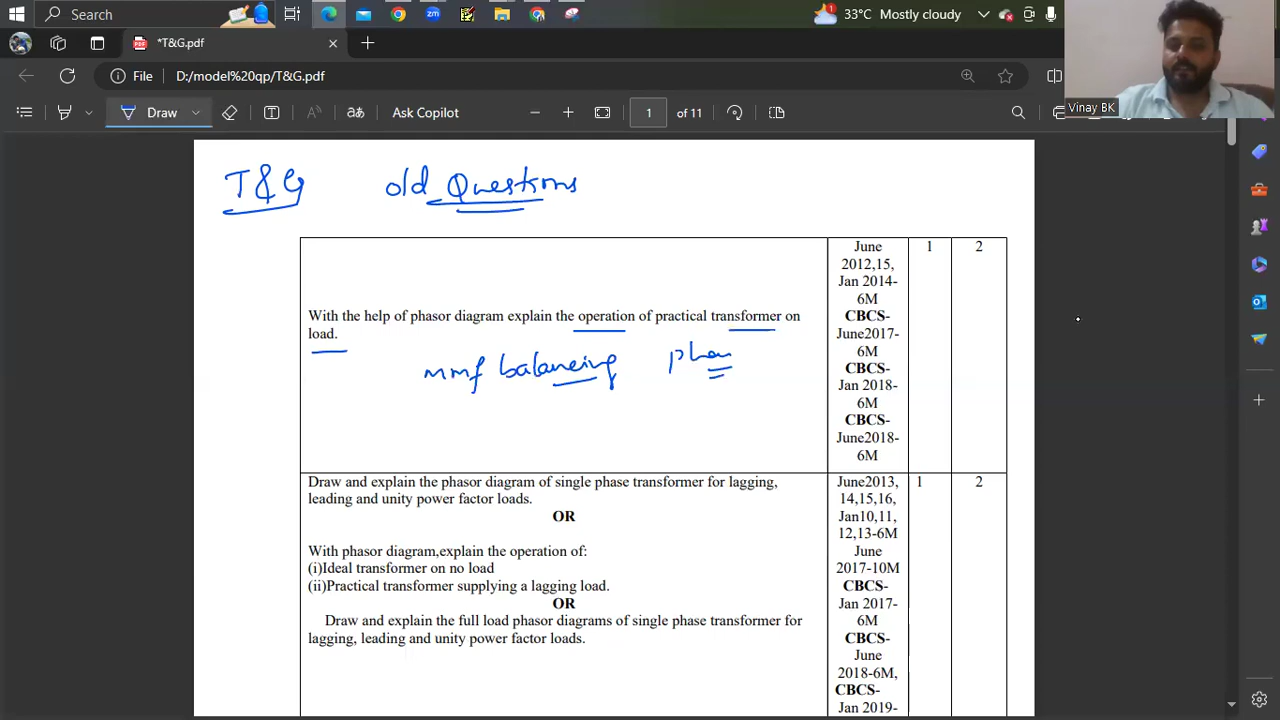 Search
33°C Mostly cloudy
*T&G.pdf
File D:/model%20qp/T&G.pdf
Vinay BK
Draw
Ask Copilot
1 of 11
T&G old Questions
With the help of phasor diagram explain the operation of practical transformer on
load.
mmf balancing
June
2012,15,
Jan 2014-
6M
CBCS-
June2017-
6M
CBCS-
Jan 2018-
6M
CBCS-
June2018-
6M
1
2
Draw and explain the phasor diagram of single phase transformer for lagging,
leading and unity power factor loads.
OR
With phasor diagram,explain the operation of:
(i)Ideal transformer on no load
(ii)Practical transformer supplying a lagging load.
OR
Draw and explain the full load phasor diagrams of single phase transformer for
lagging, leading and unity power factor loads.
June2013,
14,15,16,
Jan10,11,
12,13-6M
June
2017-10M
CBCS-
Jan 2017-
6M
CBCS-
June
2018-6M,
CBCS-
Jan 2019-
1
2